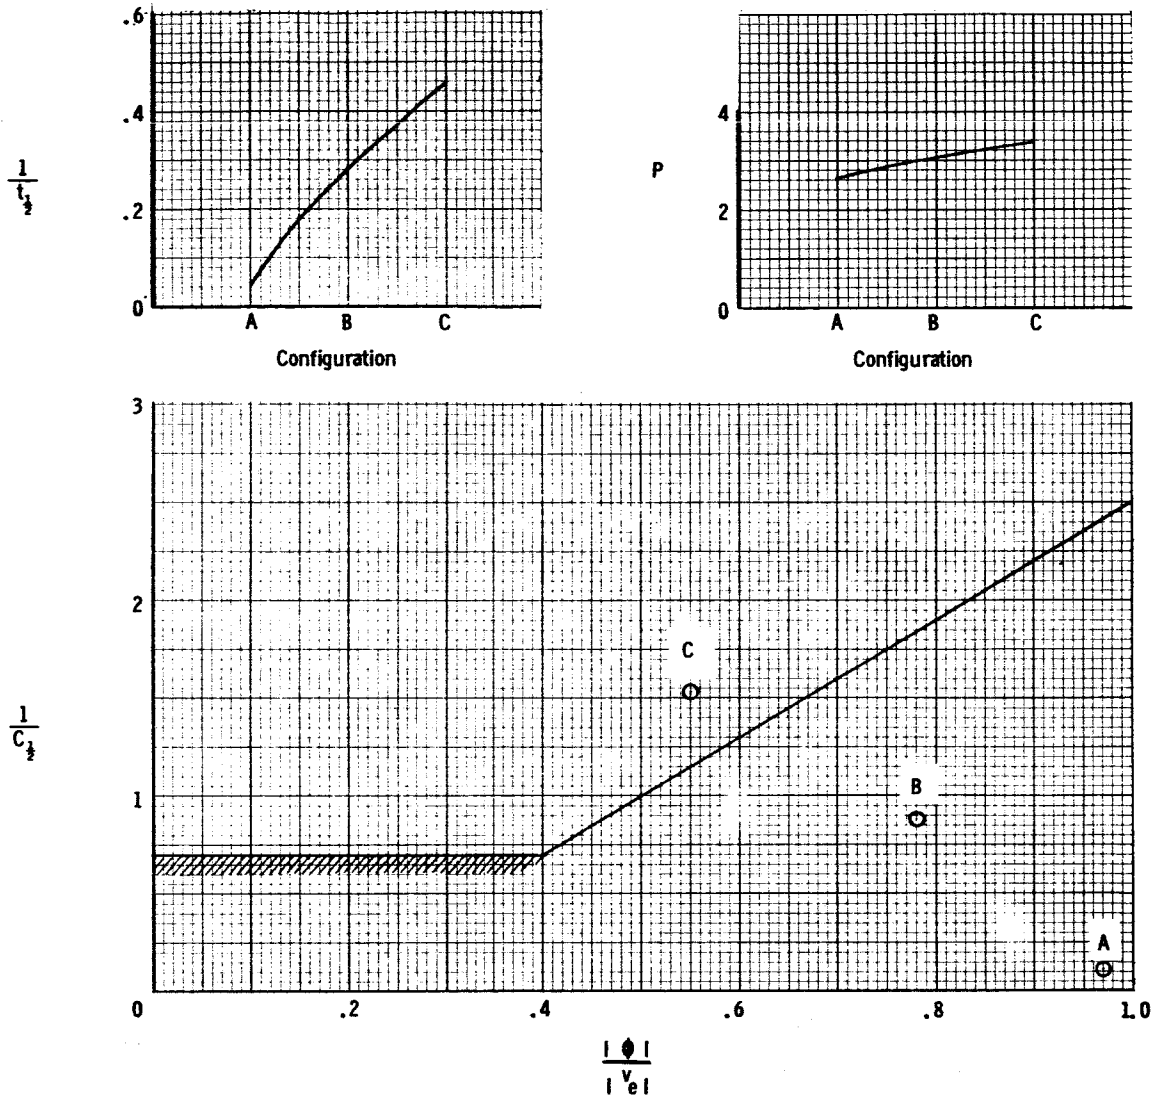 .6
.4
.2
0
1
t½
A B C
Configuration
4
2
0
P
A B C
Configuration
3
2
1
0
1
C½
C
B
A
.2 .4 .6 .8 1.0
| ϕ |
| vₑ |